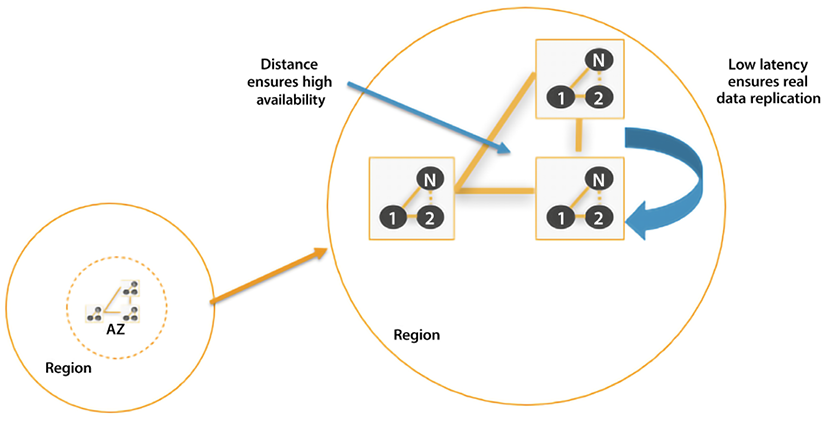 Distance
ensures high
availability
Low latency
ensures real
data replication
N
1 2
N
1 2
N
1 2
AZ
Region
Region